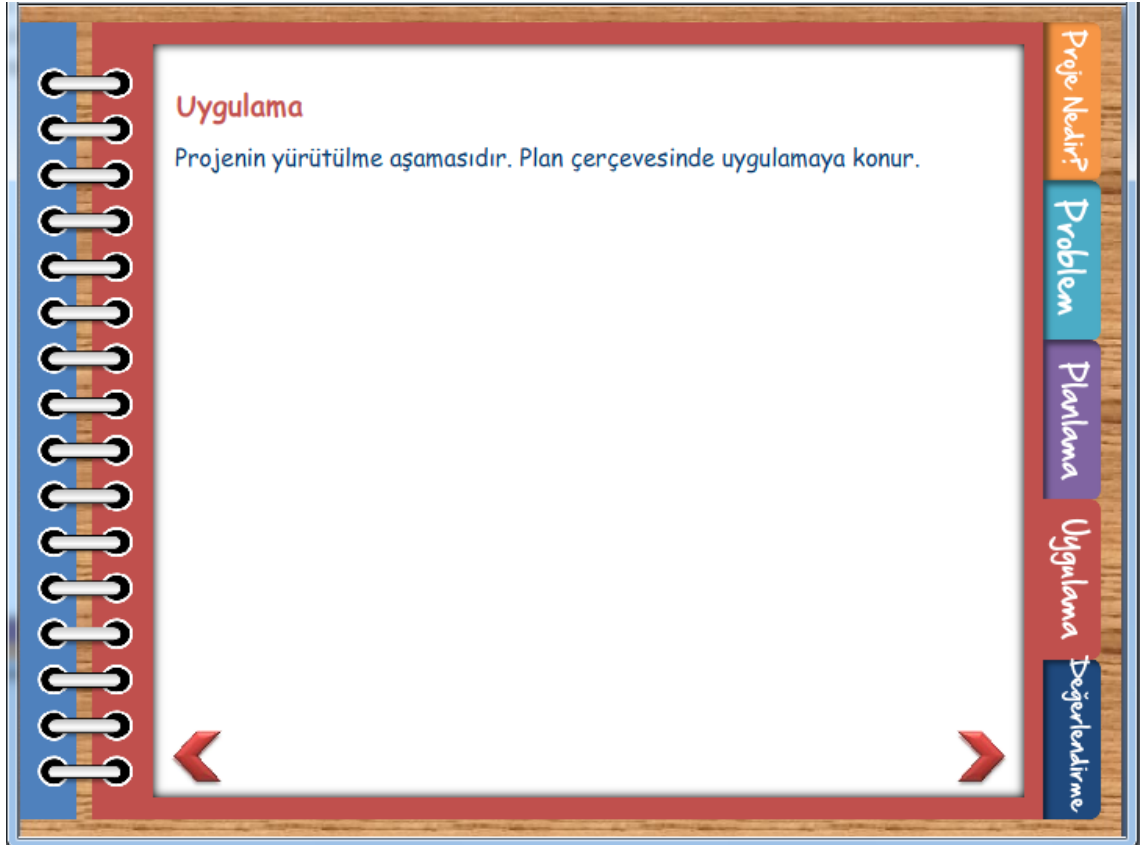 Uygulama
Projenin yürütülme aşamasıdır. Plan çerçevesinde uygulamaya konur.
Proje Nedir?
Problem
Planlama
Uygulama
Değerlendirme